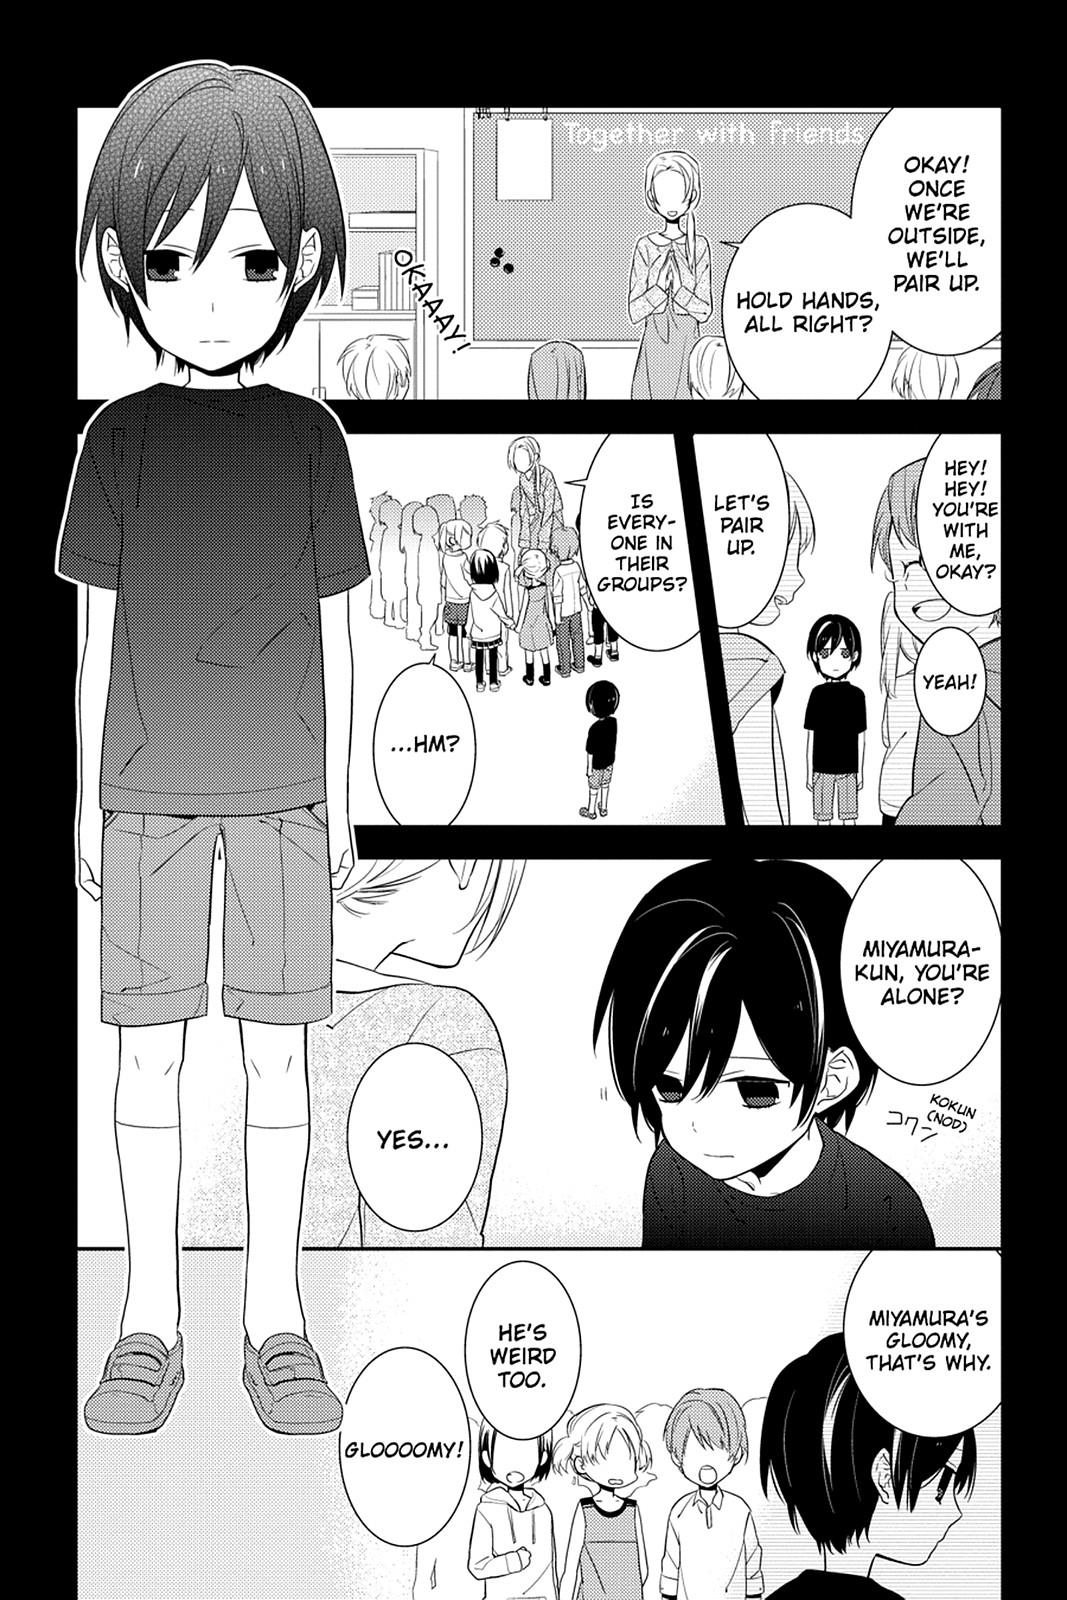 OKAY!
ONCE
WE'RE
OUTSIDE,
WE'LL
PAIR UP.
HOLD HANDS,
ALL RIGHT?
Together with friends
OKAAAY!
HEY!
HEY!
YOU'RE
WITH
ME,
OKAY?
YEAH!
LET'S
PAIR
UP.
IS
EVERY-
ONE IN
THEIR
GROUPS?
...HM?
MIYAMURA-
KUN, YOU'RE
ALONE?
KOKUN
(NOD)
コクン
YES...
MIYAMURA'S
GLOOMY,
THAT'S WHY.
HE'S
WEIRD
TOO.
GLOOOOMY!